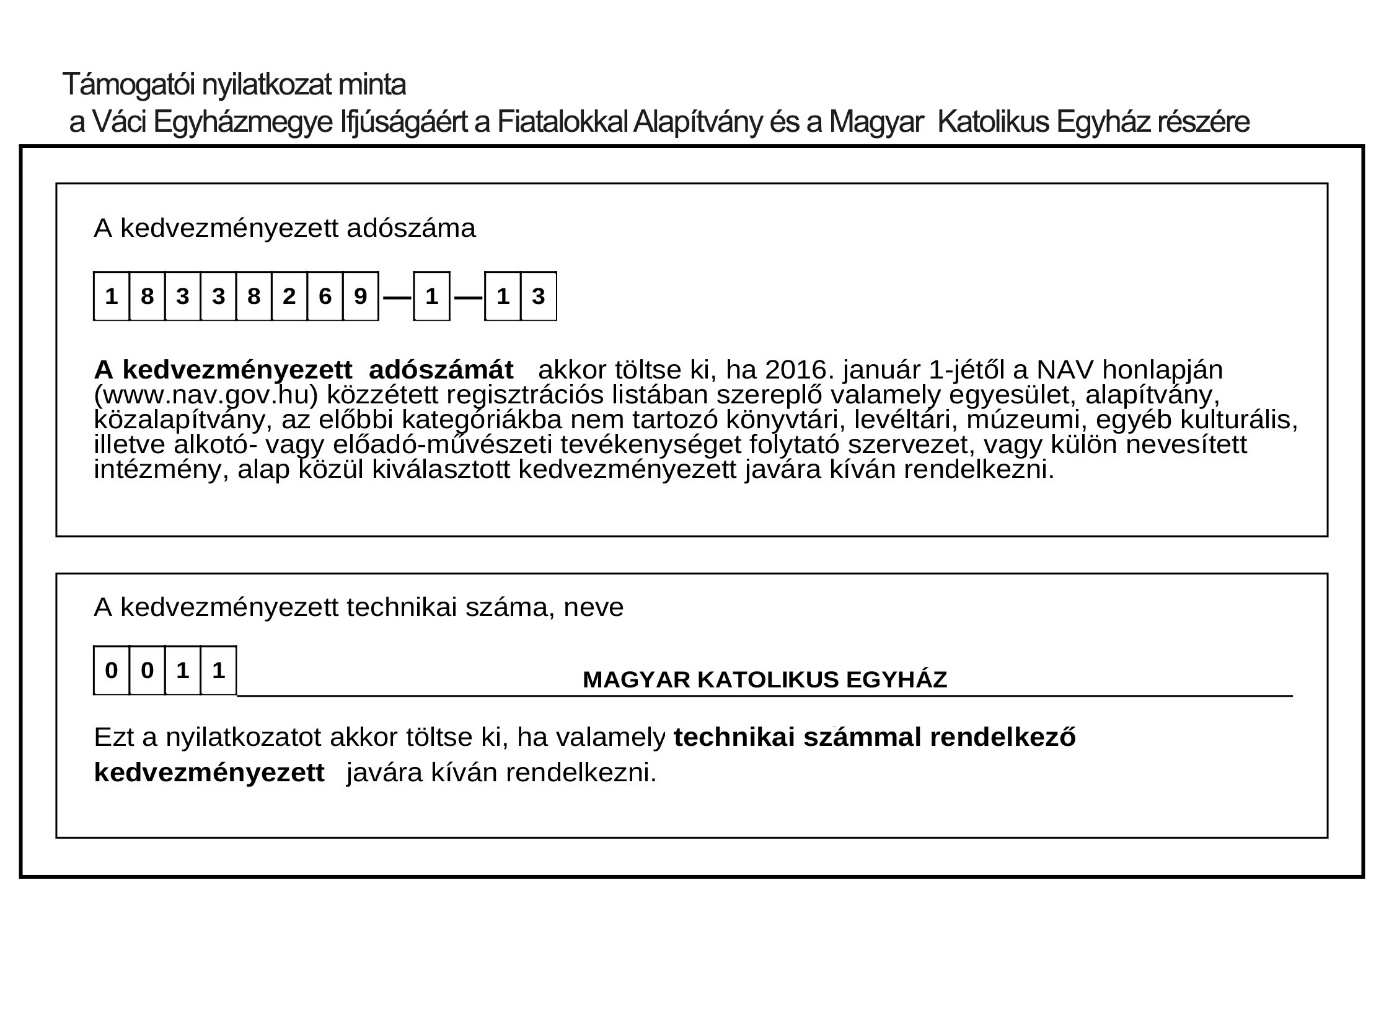 Támogatói nyilatkozat minta
a Váci Egyházmegye Ifjúságáért a Fiatalokkal Alapítvány és a Magyar Katolikus Egyház részére
A kedvezményezett adószáma
1 8 3 3 8 2 6 9 — 1 — 1 3
A kedvezményezett adószámát akkor töltse ki, ha 2016. január 1-jétől a NAV honlapján
(www.nav.gov.hu) közzétett regisztrációs listában szereplő valamely egyesület, alapítvány,
közalapítvány, az előbbi kategóriákba nem tartozó könyvtári, levéltári, múzeumi, egyéb kulturális,
illetve alkotó- vagy előadó-művészeti tevékenységet folytató szervezet, vagy külön nevesített
intézmény, alap közül kiválasztott kedvezményezett javára kíván rendelkezni.
A kedvezményezett technikai száma, neve
0 0 1 1 MAGYAR KATOLIKUS EGYHÁZ
Ezt a nyilatkozatot akkor töltse ki, ha valamely technikai számmal rendelkező
kedvezményezett javára kíván rendelkezni.